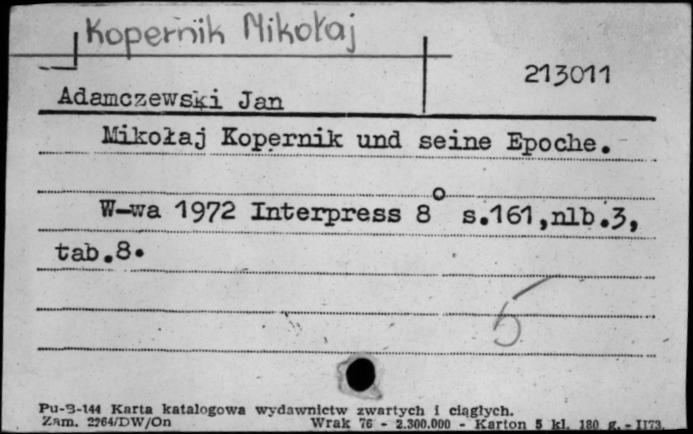 Kopernik Mikołaj
213011
Adamczewski Jan
Mikołaj Kopernik und seine Epoche.
W-wa 1972 Interpress 8° s.161,nlb.3,
tab.8.
5
Pu-B-144 Karta katalogowa wydawnictw zwartych i ciągłych.
Zam. 2264/DW/On Wrak 76 - 2.300.000 - Karton 5 kl. 180 g. - II73.